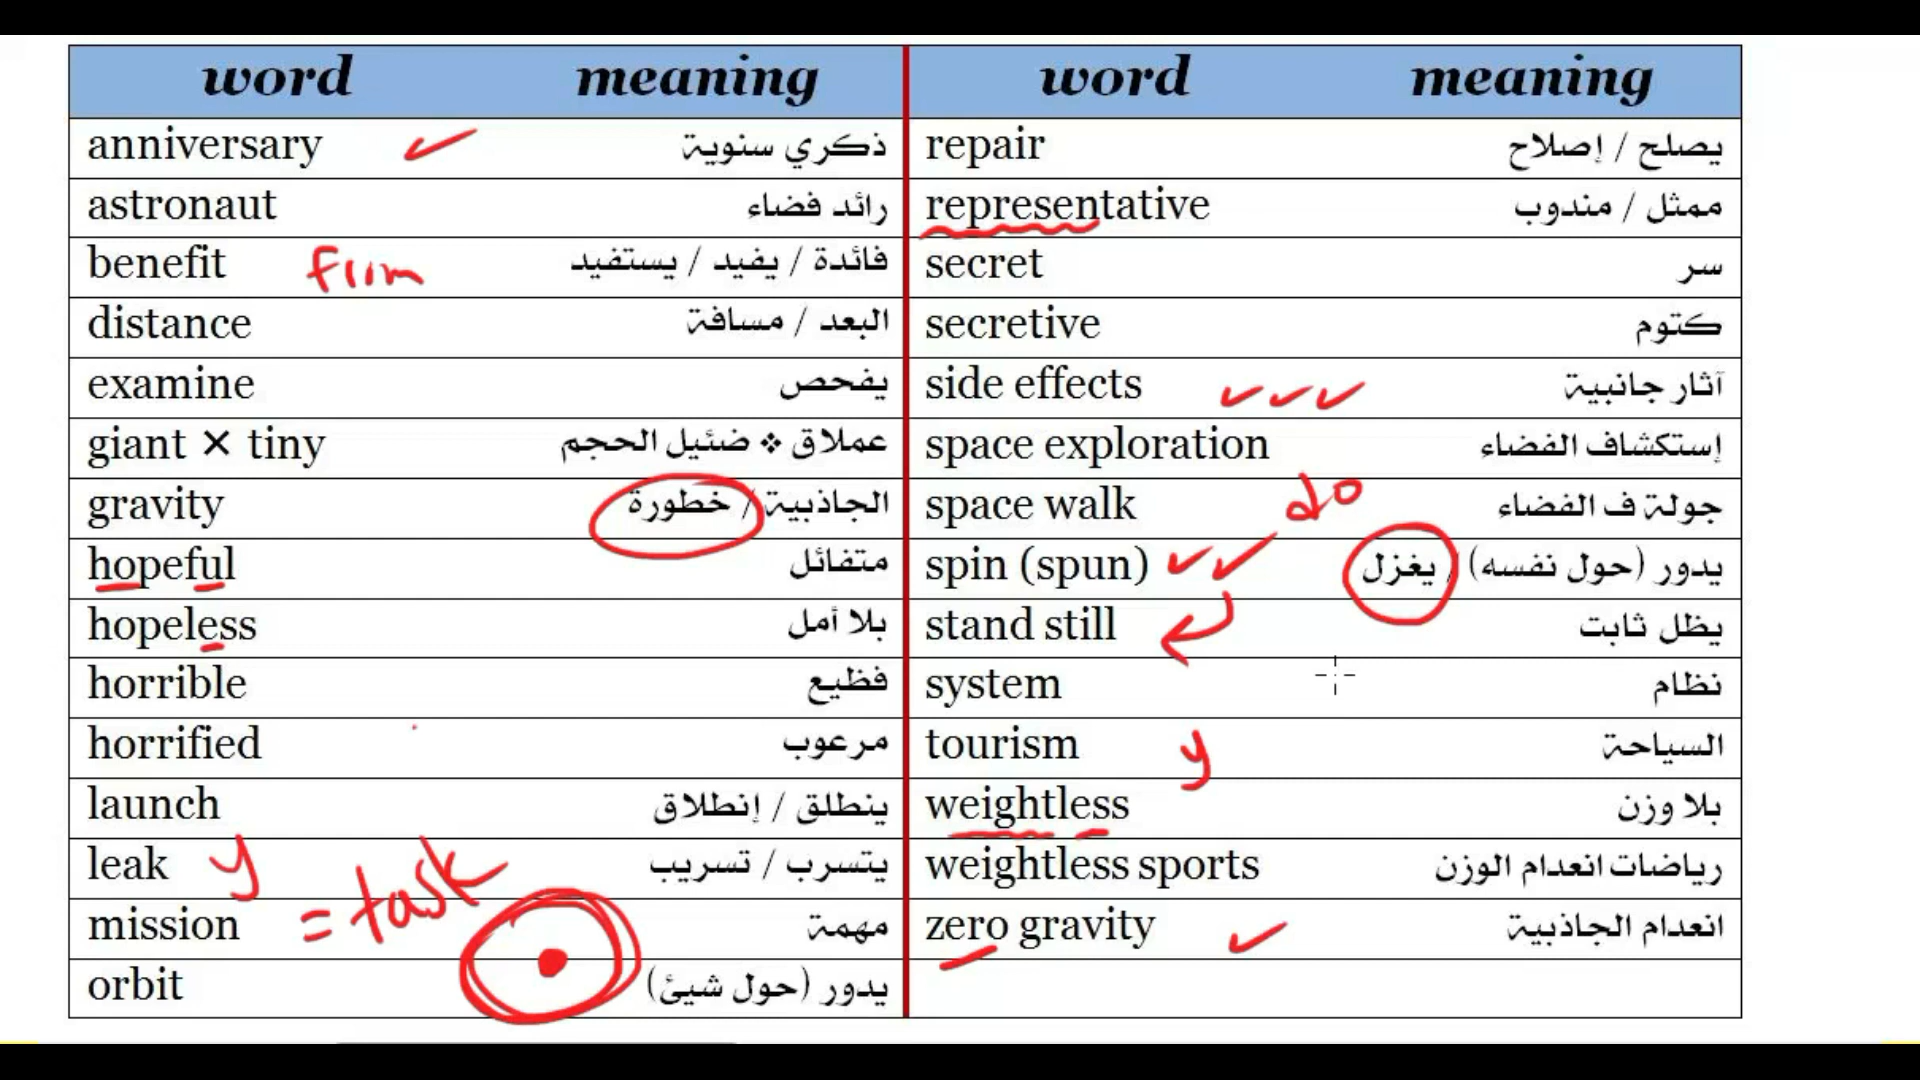 word meaning word meaning
anniversary ذكري سنوية repair يصلح / إصلاح
astronaut رائد فضاء representative ممثل / مندوب
benefit from فائدة / يفيد / يستفيد secret سر
distance البعد / مسافة secretive كتوم
examine يفحص side effects آثار جانبية
giant × tiny عملاق ❖ ضئيل الحجم space exploration إستكشاف الفضاء
gravity الجاذبية / خطورة space walk do جولة ف الفضاء
hopeful متفائل spin (spun) يدور (حول نفسه) / يغزل
hopeless بلا أمل stand still يظل ثابت
horrible فظيع system نظام
horrified مرعوب tourism y السياحة
launch ينطلق / إنطلاق weightless بلا وزن
leak y يتسرب / تسريب weightless sports رياضات انعدام الوزن
mission = task مهمة zero gravity انعدام الجاذبية
orbit يدور (حول شيئ)